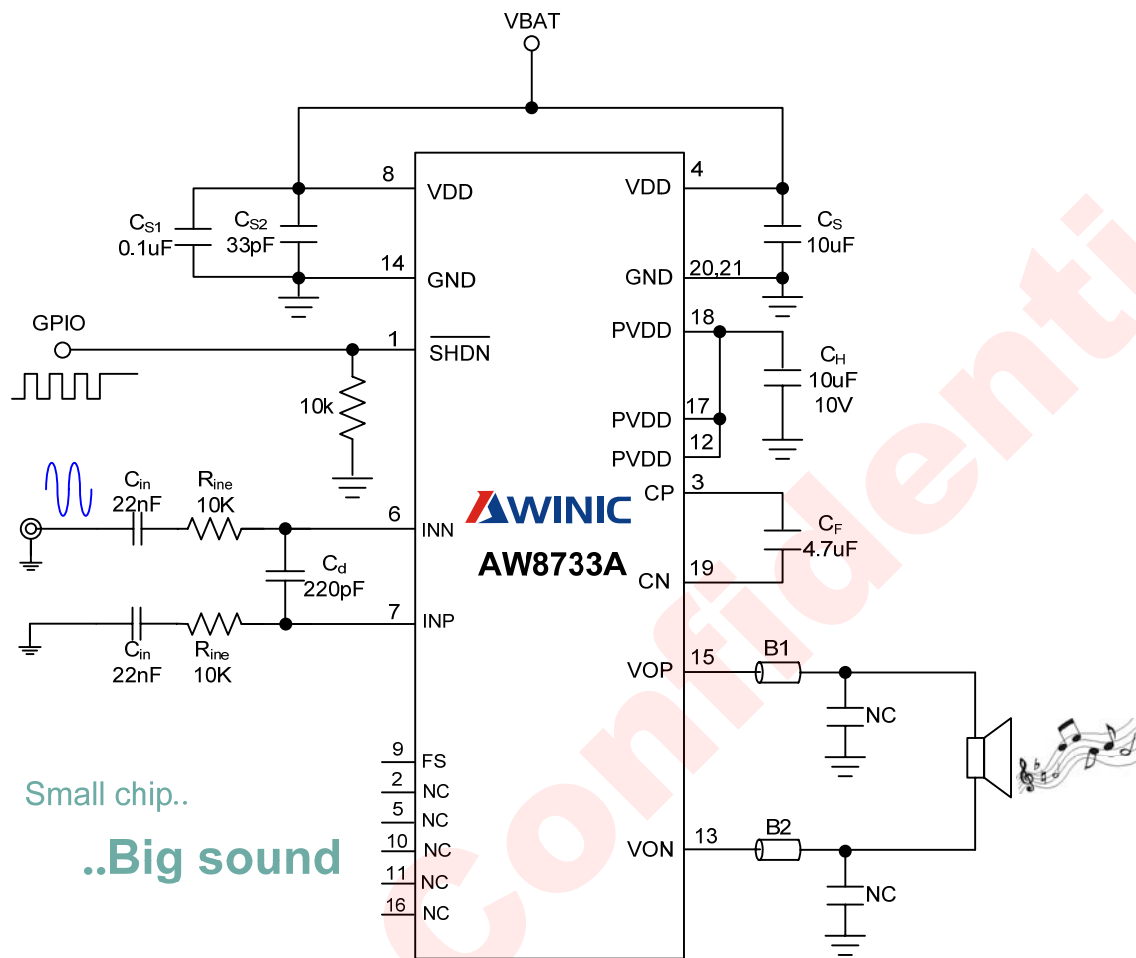 VBAT
8
VDD
4
VDD
CS1
0.1uF
CS2
33pF
CS
10uF
14
GND
20,21
GND
GPIO
1
SHDN
10k
18
PVDD
CH
10uF
10V
17
PVDD
12
PVDD
Cin
22nF
Rine
10K
6
INN
AWINIC
AW8733A
3
CP
CF
4.7uF
19
CN
Cd
220pF
7
INP
Cin
22nF
Rine
10K
15
VOP
B1
NC
9
FS
2
NC
5
NC
10
NC
11
NC
16
NC
13
VON
B2
NC
Small chip..
..Big sound
Confidenti